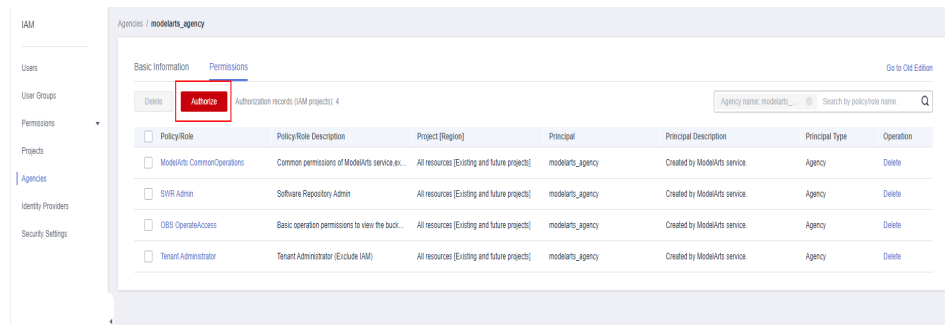 IAM
Agencies / modelarts_agency
Users
User Groups
Permissions
Projects
Agencies
Identity Providers
Security Settings
Basic Information Permissions Go to Old Edition
Delete Authorize Authorization records (IAM projects): 4 Agency name: modelarts_... Search by policy/role name.
Policy/Role Policy/Role Description Project [Region] Principal Principal Description Principal Type Operation
ModelArts CommonOperations Common permissions of ModelArts service,ex... All resources [Existing and future projects] modelarts_agency Created by ModelArts service. Agency Delete
SWR Admin Software Repository Admin All resources [Existing and future projects] modelarts_agency Created by ModelArts service. Agency Delete
OBS OperateAccess Basic operation permissions to view the buck... All resources [Existing and future projects] modelarts_agency Created by ModelArts service. Agency Delete
Tenant Administrator Tenant Administrator (Exclude IAM) All resources [Existing and future projects] modelarts_agency Created by ModelArts service. Agency Delete